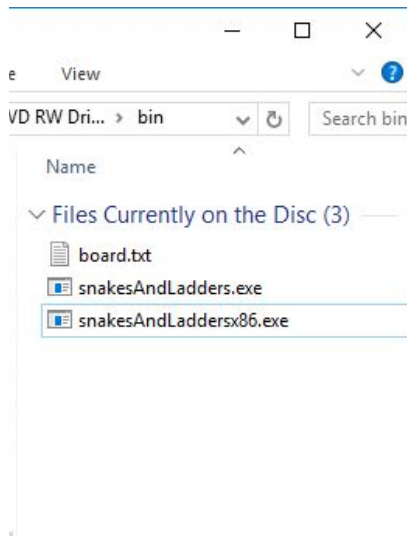 e View
VD RW Dri... > bin
Search bin
Name
Files Currently on the Disc (3)
board.txt
snakesAndLadders.exe
snakesAndLaddersx86.exe